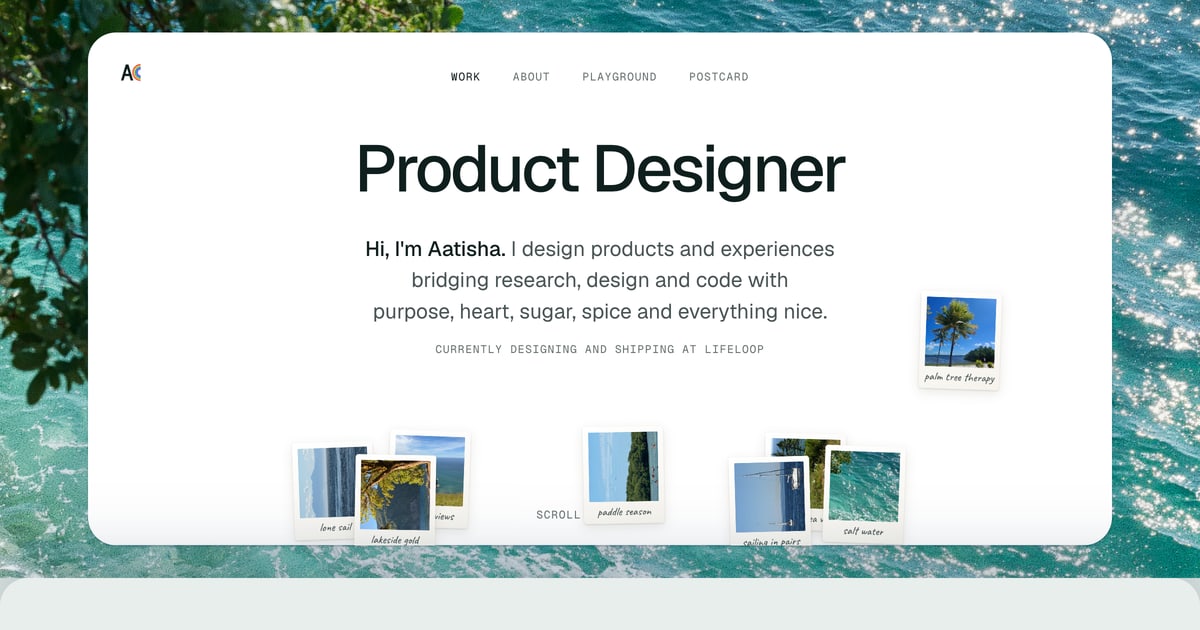 AC
WORK ABOUT PLAYGROUND POSTCARD
Product Designer
Hi, I'm Aatisha. I design products and experiences
bridging research, design and code with
purpose, heart, sugar, spice and everything nice.
CURRENTLY DESIGNING AND SHIPPING AT LIFELOOP
palm tree therapy
lone sail
lakeside gold
views
SCROLL
paddle season
sailing in pairs
salt water